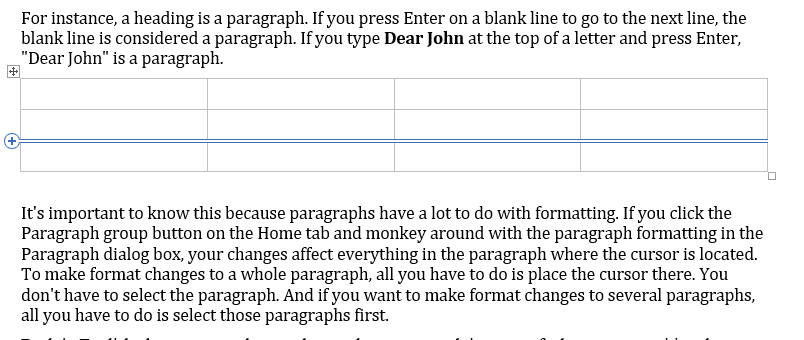 For instance, a heading is a paragraph. If you press Enter on a blank line to go to the next line, the
blank line is considered a paragraph. If you type Dear John at the top of a letter and press Enter,
"Dear John" is a paragraph.
It's important to know this because paragraphs have a lot to do with formatting. If you click the
Paragraph group button on the Home tab and monkey around with the paragraph formatting in the
Paragraph dialog box, your changes affect everything in the paragraph where the cursor is located.
To make format changes to a whole paragraph, all you have to do is place the cursor there. You
don't have to select the paragraph. And if you want to make format changes to several paragraphs,
all you have to do is select those paragraphs first.